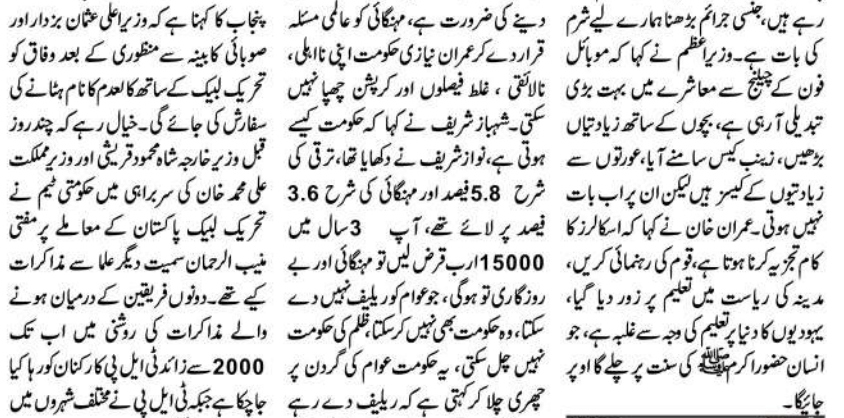 رہے ہیں، جنسی جرائم بڑھنا ہمارے لیے شرم
کی بات ہے۔ وزیراعظم نے کہا کہ موبائل
فون کے چیلنج سے معاشرے میں بہت بڑی
تبدیلی آ رہی ہے، بچوں کے ساتھ زیادتیاں
بڑھیں، زینب کیس سامنے آیا، عورتوں سے
زیادتیوں کے کیسز ہیں لیکن ان پر اب بات
نہیں ہوتی۔ عمران خان نے کہا کہ اسکالرز کا
کام تجزیہ کرنا ہوتا ہے، قوم کی رہنمائی کریں،
مدینہ کی ریاست میں تعلیم پر زور دیا گیا،
یہودیوں کا دنیا پر تعلیم کی وجہ سے غلبہ ہے، جو
انسان حضور اکرم ﷺ کی سنت پر چلے گا اوپر
جائیگا۔
دینے کی ضرورت ہے، مہنگائی کو عالمی مسئلہ
قرار دے کر عمران نیازی حکومت اپنی نااہلی،
نالائقی ، غلط فیصلوں اور کرپشن چھپا نہیں
سکتی۔ شہباز شریف نے کہا کہ حکومت کیسے
ہوتی ہے، نواز شریف نے دکھایا تھا، ترقی کی
شرح 5.8 فیصد اور مہنگائی کی شرح 3.6
فیصد پر لائے تھے، آپ 3 سال میں
15000 ارب قرض لیں تو مہنگائی اور بے
روزگاری تو ہوگی ، جو عوام کو ریلیف نہیں دے
سکتا، وہ حکومت بھی نہیں کرسکتا، ظلم کی حکومت
نہیں چل سکتی ، یہ حکومت عوام کی گردن پر
چھری چلا کر کہتی ہے کہ ریلیف دے رہے
پنجاب کا کہنا ہے کہ وزیراعلی عثمان بزدار اور
صوبائی کابینہ سے منظوری کے بعد وفاق کو
تحریک لبیک کے ساتھ کالعدم کا نام ہٹانے کی
سفارش کی جائے گی۔ خیال رہے کہ چند روز
قبل وزیر خارجہ شاہ محمود قریشی اور وزیر مملکت
علی محمد خان کی سربراہی میں حکومتی ٹیم نے
تحریک لبیک پاکستان کے معاملے پر مفتی
منیب الرحمان سمیت دیگر علما سے مذاکرات
کیے تھے۔ دونوں فریقین کے درمیان ہونے
والے مذاکرات کی روشنی میں اب تک
2000 سے زائد ٹی ایل پی کارکنان کو رہا کیا
جاچکا ہے جبکہ ٹی ایل پی نے مختلف شہروں میں